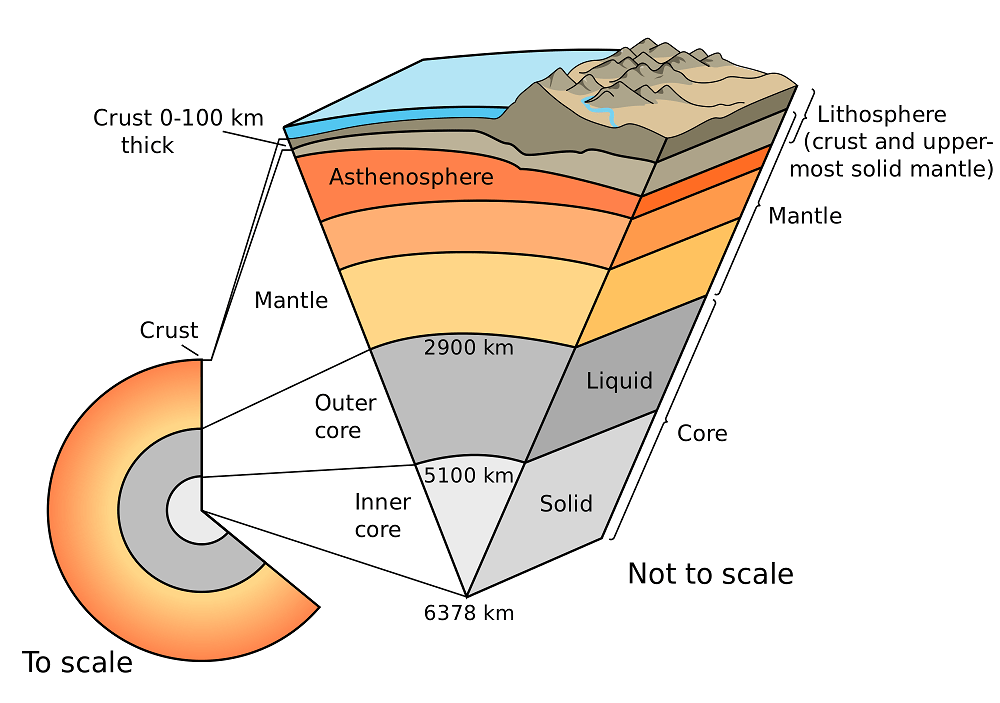 Crust 0-100 km
thick
Lithosphere
(crust and upper-
most solid mantle)
Asthenosphere
Mantle
Mantle
Crust
2900 km
Liquid
Outer
core
Core
5100 km
Inner
core
Solid
Not to scale
6378 km
To scale